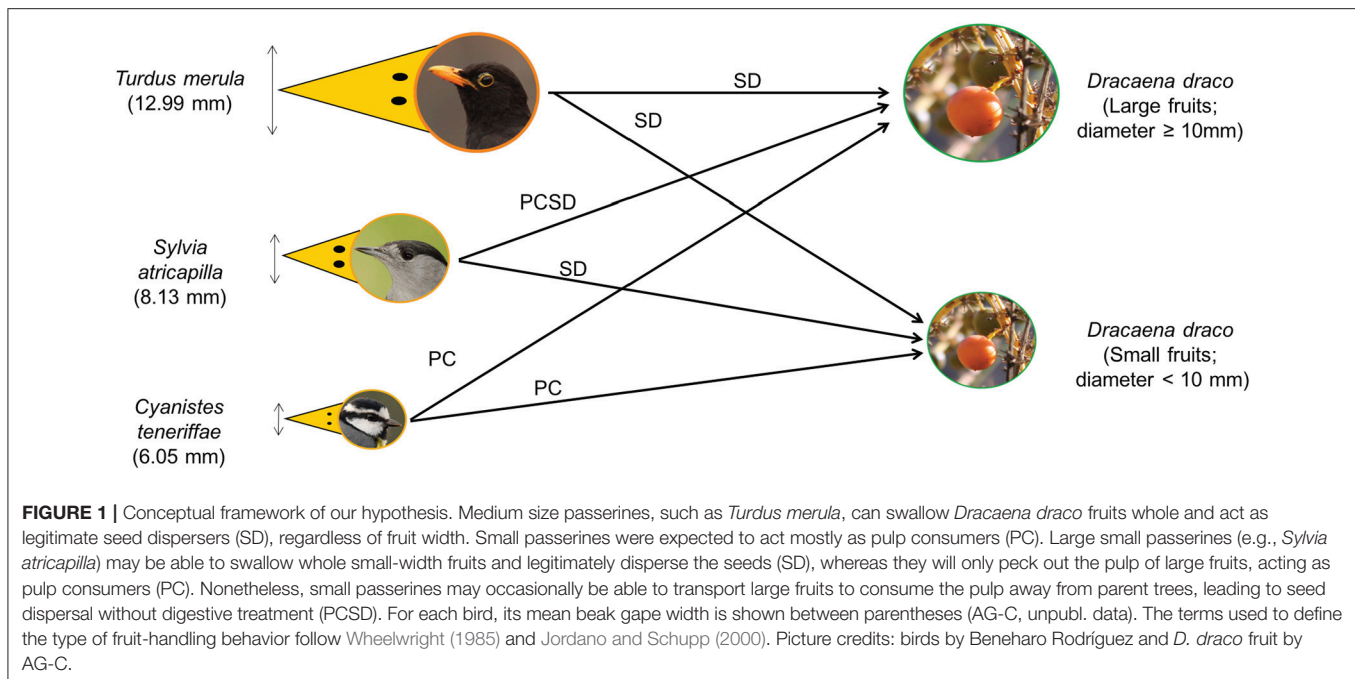 Turdus merula
(12.99 mm)
SD
SD
Dracaena draco
(Large fruits;
diameter ≥ 10mm)
PCSD
Sylvia
atricapilla
(8.13 mm)
SD
PC
PC
Dracaena draco
(Small fruits;
diameter < 10 mm)
Cyanistes
teneriffae
(6.05 mm)
FIGURE 1 | Conceptual framework of our hypothesis. Medium size passerines, such as Turdus merula, can swallow Dracaena draco fruits whole and act as
legitimate seed dispersers (SD), regardless of fruit width. Small passerines were expected to act mostly as pulp consumers (PC). Large small passerines (e.g., Sylvia
atricapilla) may be able to swallow whole small-width fruits and legitimately disperse the seeds (SD), whereas they will only peck out the pulp of large fruits, acting as
pulp consumers (PC). Nonetheless, small passerines may occasionally be able to transport large fruits to consume the pulp away from parent trees, leading to seed
dispersal without digestive treatment (PCSD). For each bird, its mean beak gape width is shown between parentheses (AG-C, unpubl. data). The terms used to define
the type of fruit-handling behavior follow Wheelwright (1985) and Jordano and Schupp (2000). Picture credits: birds by Beneharo Rodríguez and D. draco fruit by
AG-C.